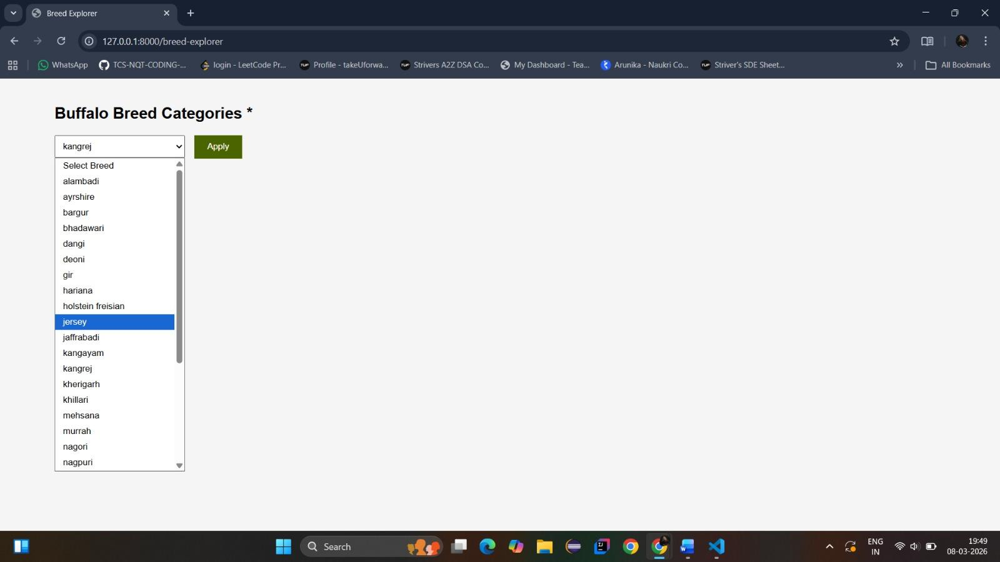 Breed Explorer
127.0.0.1:8000/breed-explorer
WhatsApp
TCS-NQT-CODING-...
login - LeetCode Pr...
Profile - takeUforwa...
Strivers A2Z DSA Co...
My Dashboard - Tea...
Arunika - Naukri Co...
Striver's SDE Sheet...
All Bookmarks
Buffalo Breed Categories *
kangrej
Apply
Select Breed
alambadi
ayrshire
bargur
bhadawari
dangi
deoni
gir
hariana
holstein freisian
jersey
jaffrabadi
kangayam
kangrej
kherigarh
khillari
mehsana
murrah
nagori
nagpuri
Search
ENG
IN
19:49
08-03-2026